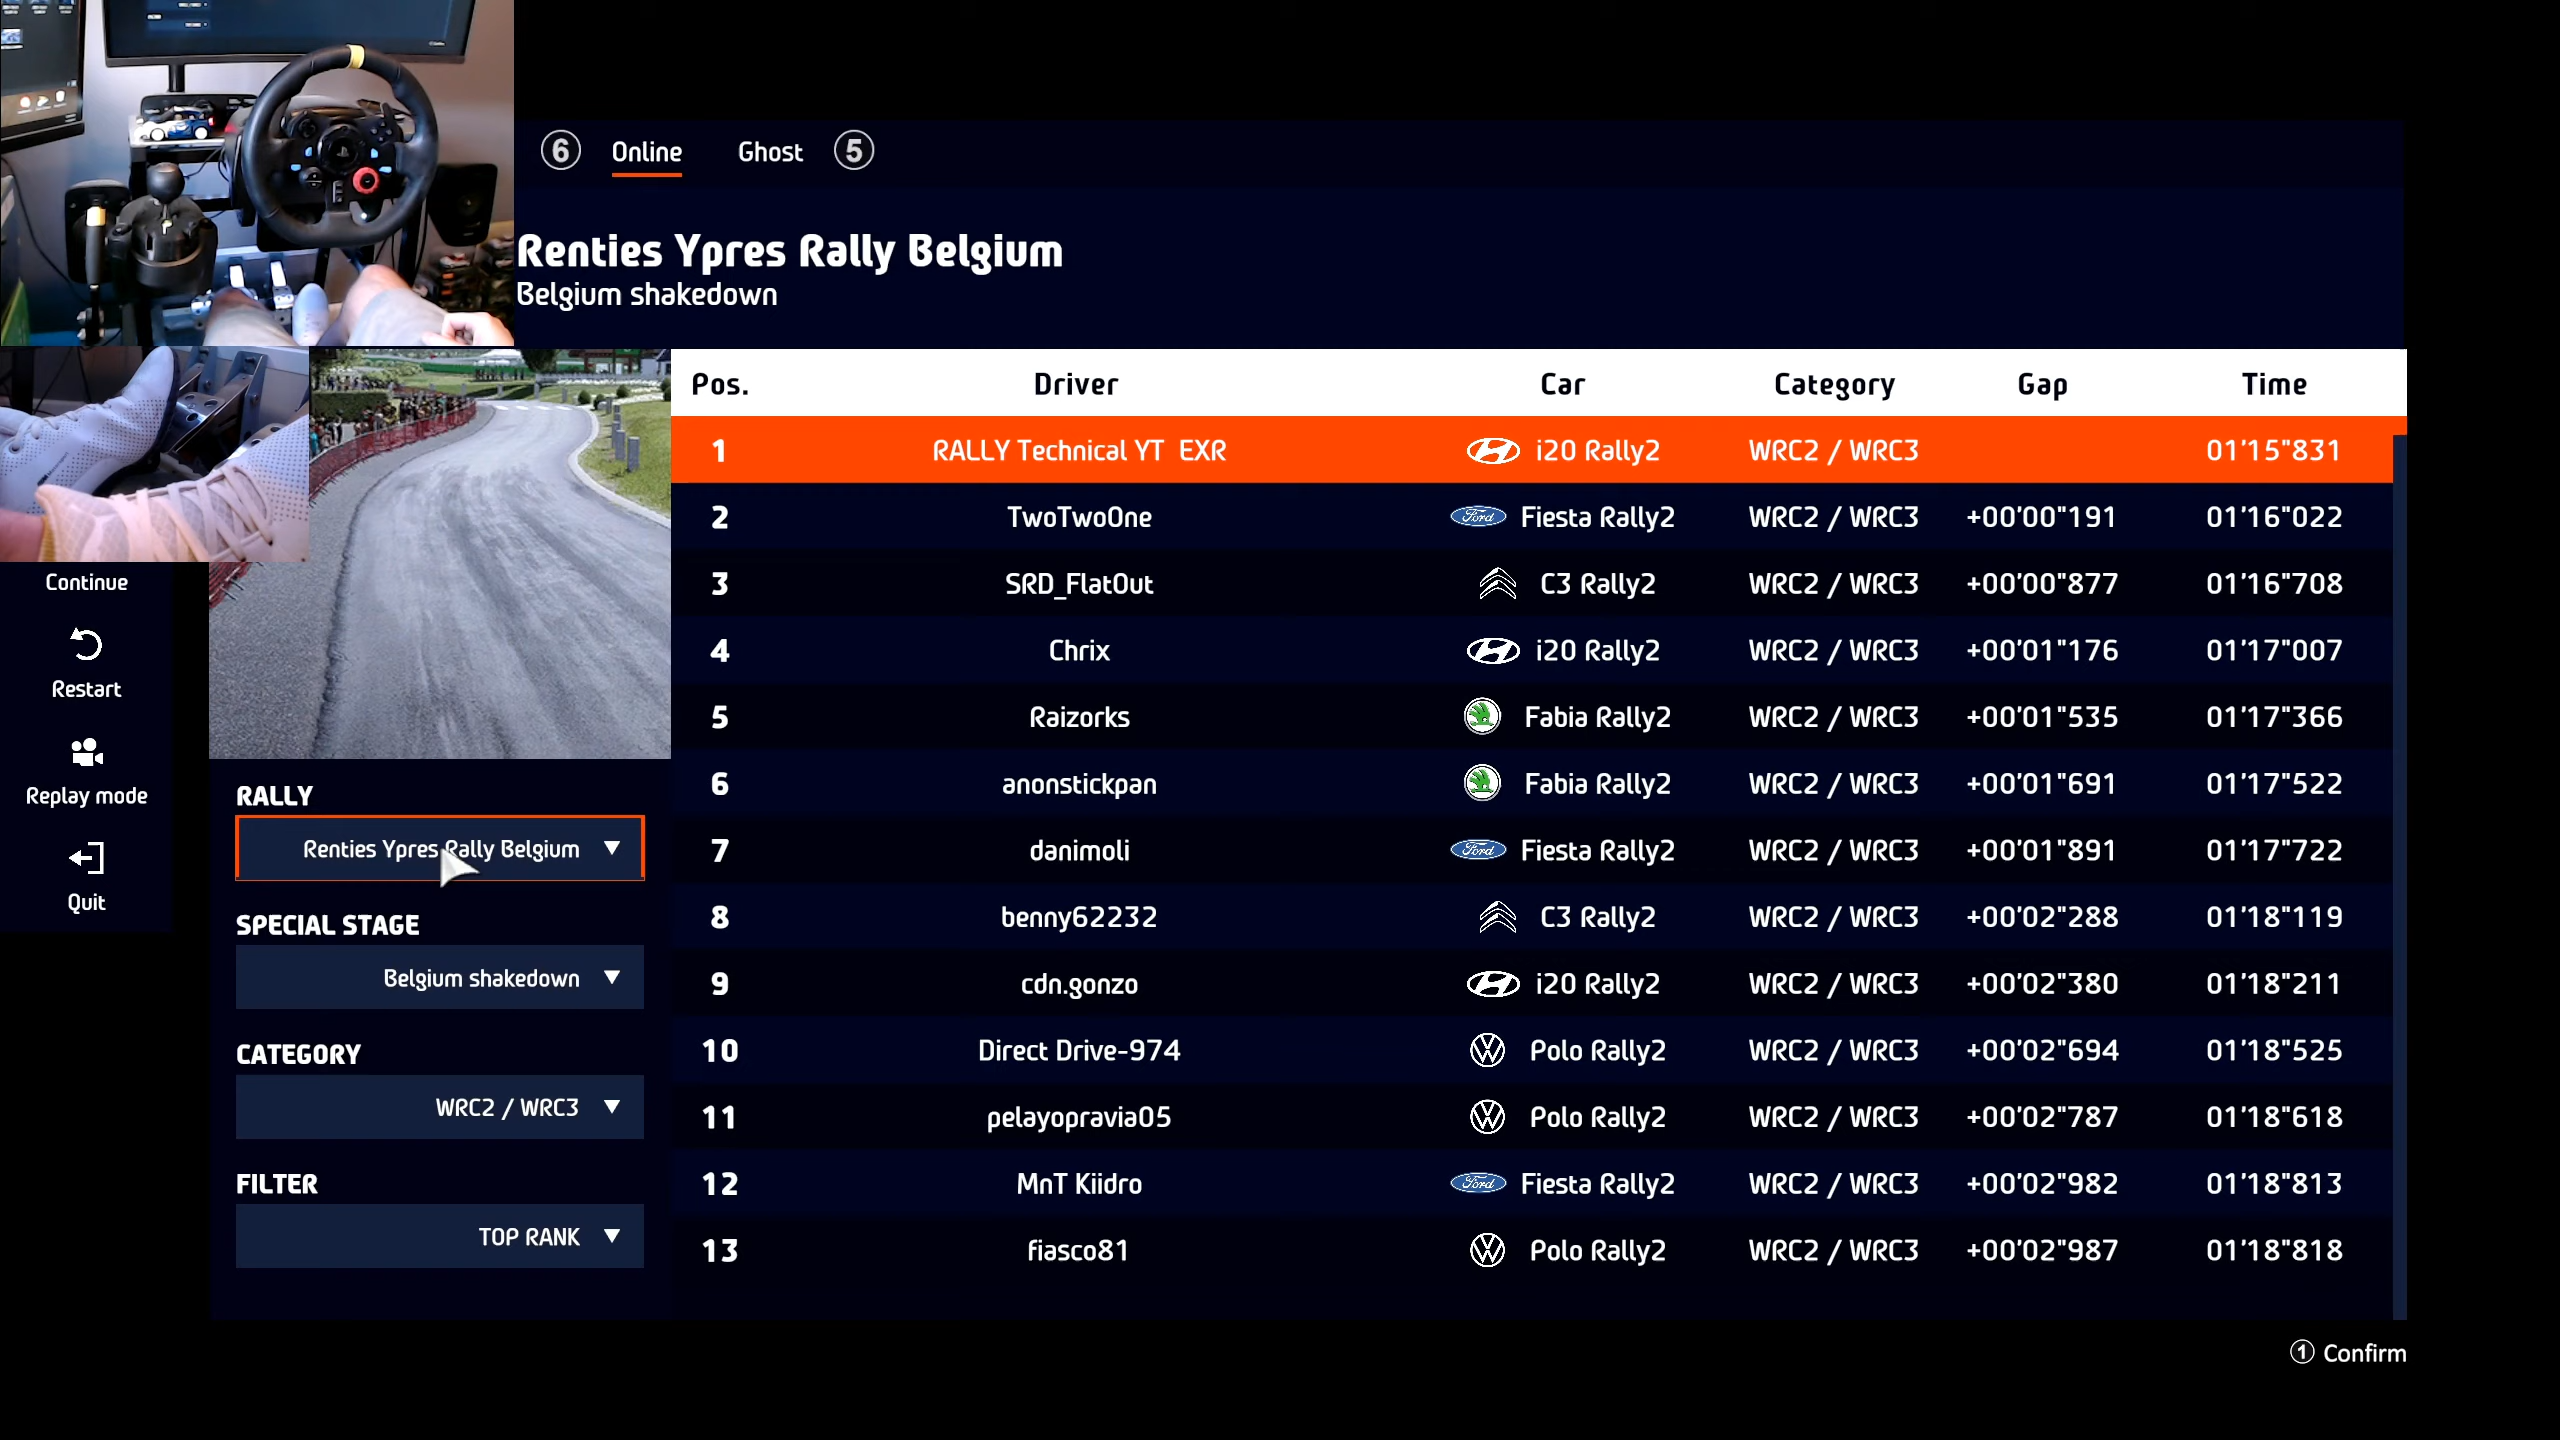 6 Online Ghost 5
Renties Ypres Rally Belgium
Belgium shakedown
Pos. Driver Car Category Gap Time
1 RALLY Technical YT EXR i20 Rally2 WRC2 / WRC3 01'15"831
2 TwoTwoOne Ford Fiesta Rally2 WRC2 / WRC3 +00'00"191 01'16"022
3 SRD_FlatOut C3 Rally2 WRC2 / WRC3 +00'00"877 01'16"708
4 Chrix i20 Rally2 WRC2 / WRC3 +00'01"176 01'17"007
5 Raizorks Fabia Rally2 WRC2 / WRC3 +00'01"535 01'17"366
6 anonstickpan Fabia Rally2 WRC2 / WRC3 +00'01"691 01'17"522
7 danimoli Ford Fiesta Rally2 WRC2 / WRC3 +00'01"891 01'17"722
8 benny62232 C3 Rally2 WRC2 / WRC3 +00'02"288 01'18"119
9 cdn.gonzo i20 Rally2 WRC2 / WRC3 +00'02"380 01'18"211
10 Direct Drive-974 Polo Rally2 WRC2 / WRC3 +00'02"694 01'18"525
11 pelayopravia05 Polo Rally2 WRC2 / WRC3 +00'02"787 01'18"618
12 MnT Kiidro Ford Fiesta Rally2 WRC2 / WRC3 +00'02"982 01'18"813
13 fiasco81 Polo Rally2 WRC2 / WRC3 +00'02"987 01'18"818
Continue
Restart
Replay mode
Quit
RALLY
Renties Ypres Rally Belgium
SPECIAL STAGE
Belgium shakedown
CATEGORY
WRC2 / WRC3
FILTER
TOP RANK
1 Confirm